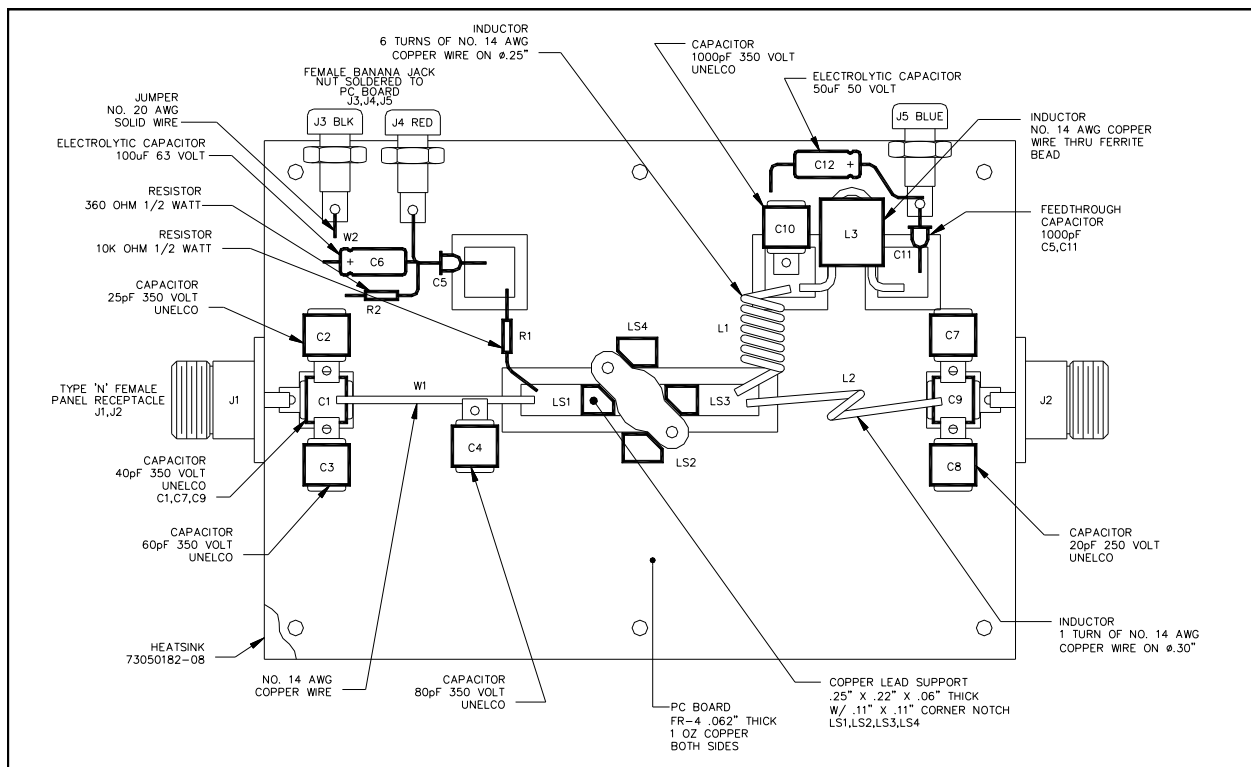 INDUCTOR
6 TURNS OF NO. 14 AWG
COPPER WIRE ON ø.25"
CAPACITOR
1000pF 350 VOLT
UNELCO
FEMALE BANANA JACK
NUT SOLDERED TO
PC BOARD
J3,J4,J5
ELECTROLYTIC CAPACITOR
50uF 50 VOLT
JUMPER
NO. 20 AWG
SOLID WIRE
J3 BLK
J4 RED
J5 BLUE
INDUCTOR
NO. 14 AWG COPPER
WIRE THRU FERRITE
BEAD
ELECTROLYTIC CAPACITOR
100uF 63 VOLT
C12 +
RESISTOR
360 OHM 1/2 WATT
FEEDTHROUGH
CAPACITOR
1000pF
C5,C11
RESISTOR
10K OHM 1/2 WATT
W2
C10
L3
C11
+ C6
C5
R2
CAPACITOR
25pF 350 VOLT
UNELCO
C2
R1
LS4
L1
C7
TYPE 'N' FEMALE
PANEL RECEPTACLE
J1,J2
J1
C1
W1
LS1
LS3
L2
C9
J2
C3
C4
LS2
C8
CAPACITOR
40pF 350 VOLT
UNELCO
C1,C7,C9
CAPACITOR
60pF 350 VOLT
UNELCO
CAPACITOR
20pF 250 VOLT
UNELCO
HEATSINK
73050182-08
NO. 14 AWG
COPPER WIRE
CAPACITOR
80pF 350 VOLT
UNELCO
PC BOARD
FR-4 .062" THICK
1 OZ COPPER
BOTH SIDES
COPPER LEAD SUPPORT
.25" X .22" X .06" THICK
W/ .11" X .11" CORNER NOTCH
LS1,LS2,LS3,LS4
INDUCTOR
1 TURN OF NO. 14 AWG
COPPER WIRE ON ø.30"